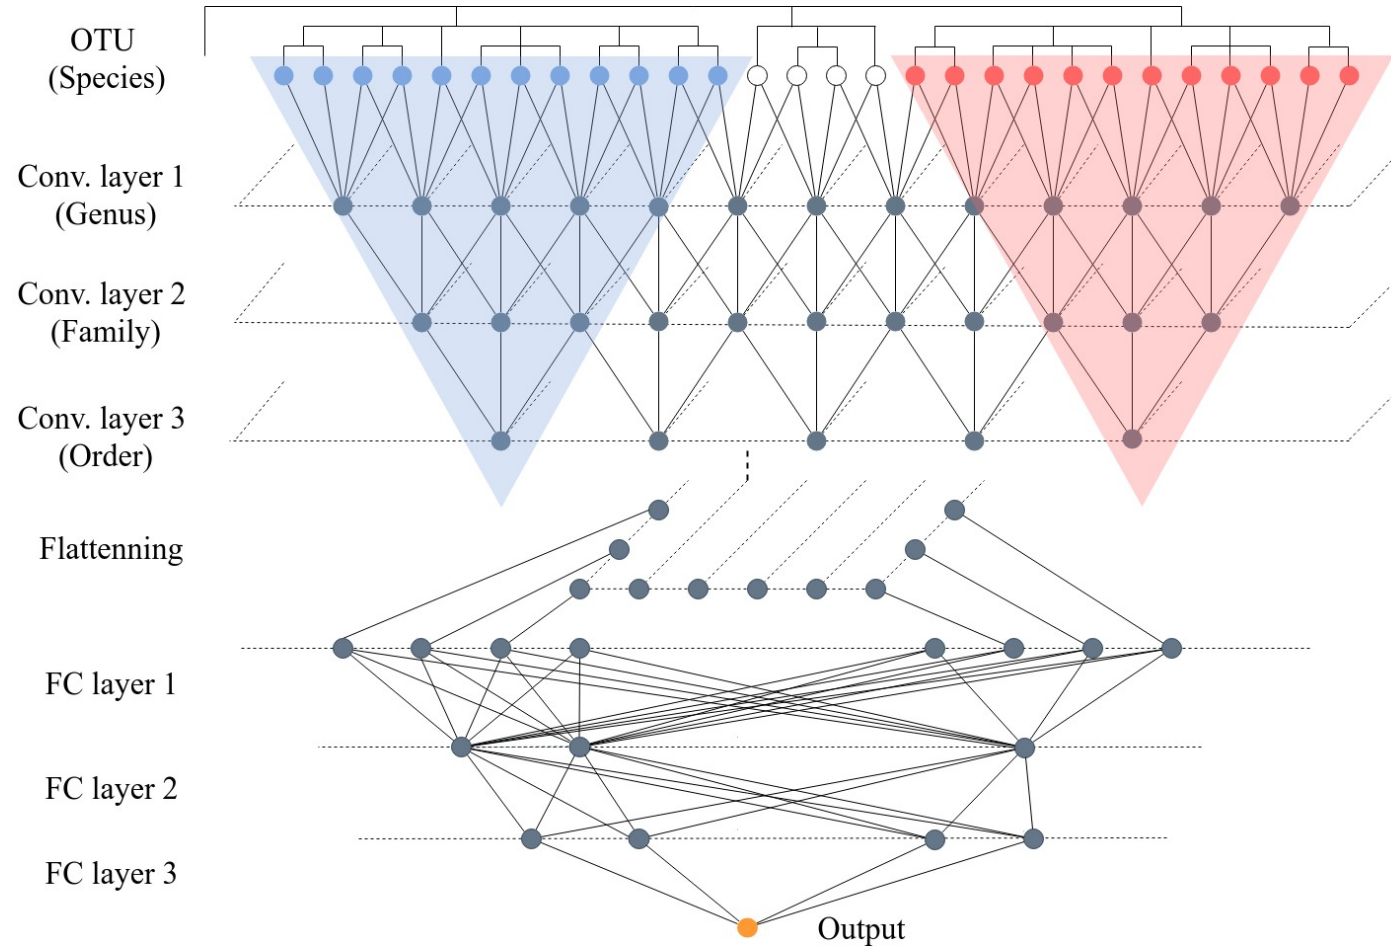 OTU
(Species)
Conv. layer 1
(Genus)
Conv. layer 2
(Family)
Conv. layer 3
(Order)
Flattenning
FC layer 1
FC layer 2
FC layer 3
Output